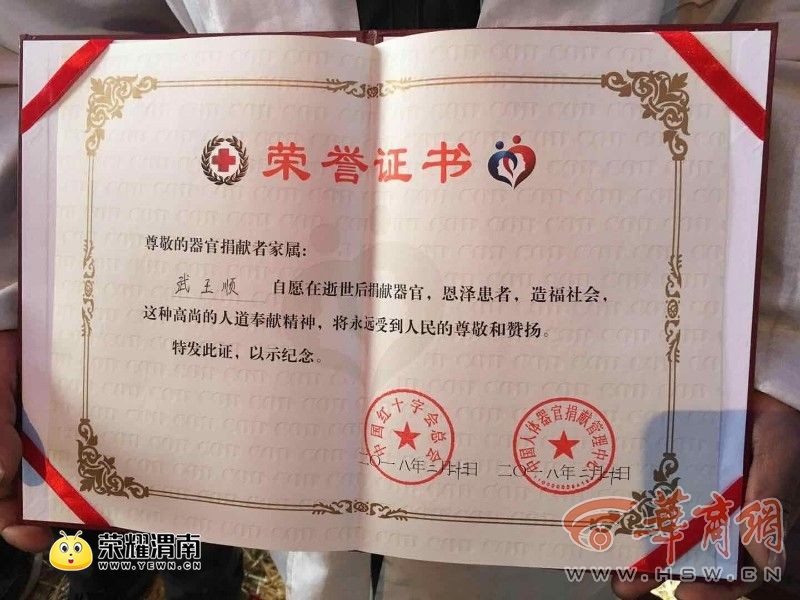 荣誉证书
尊敬的器官捐献者家属：
武王顺 自愿在逝世后捐献器官，恩泽患者，造福社会，
这种高尚的人道奉献精神，将永远受到人民的尊敬和赞扬。
特发此证，以示纪念。
中国红十字会总会
中国人体器官捐献管理中心
荣耀渭南
WWW.YEWN.CN
華商網
WWW.HSW.CN